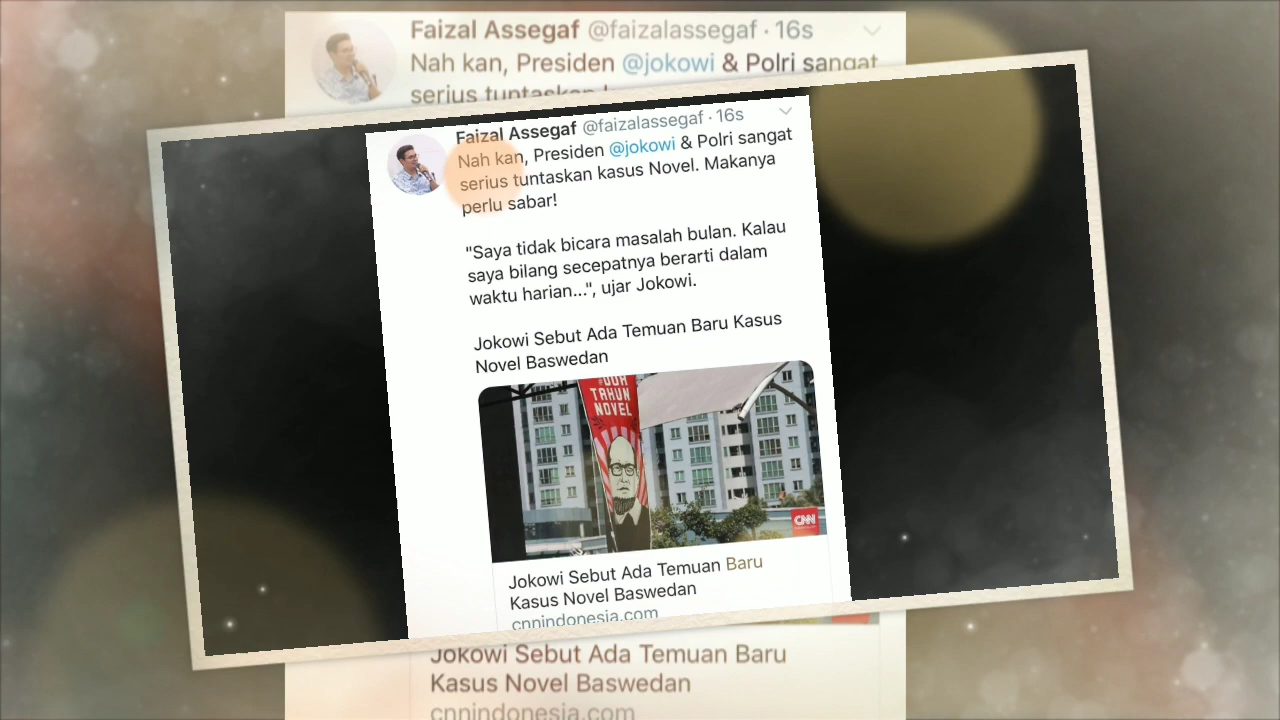 Faizal Assegaf @faizalassegaf · 16s
Nah kan, Presiden @jokowi & Polri sangat
serius tuntaskan
Faizal Assegaf @faizalassegaf · 16s
Nah kan, Presiden @jokowi & Polri sangat
serius tuntaskan kasus Novel. Makanya
perlu sabar!
"Saya tidak bicara masalah bulan. Kalau
saya bilang secepatnya berarti dalam
waktu harian...", ujar Jokowi.
Jokowi Sebut Ada Temuan Baru Kasus
Novel Baswedan
TAHUN
NOVEL
CNN
Jokowi Sebut Ada Temuan Baru
Kasus Novel Baswedan
cnnindonesia.com
Jokowi Sebut Ada Temuan Baru
Kasus Novel Baswedan
cnnindonesia.com